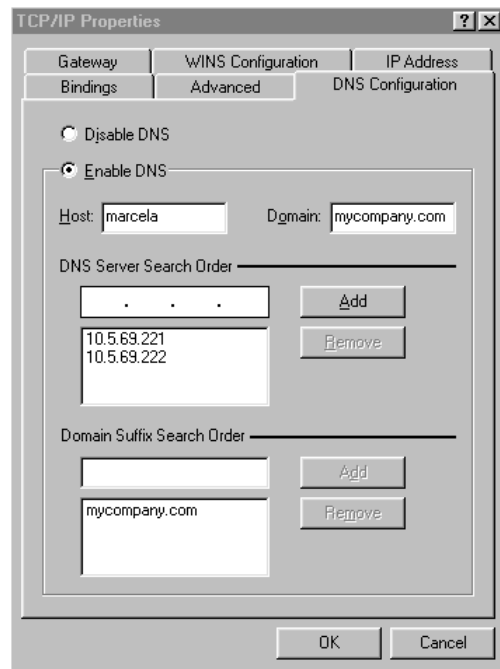 TCP/IP Properties ? X
Gateway WINS Configuration IP Address
Bindings Advanced DNS Configuration
Disable DNS
Enable DNS
Host: marcela Domain: mycompany.com
DNS Server Search Order
. . . Add
10.5.69.221 Remove
10.5.69.222
Domain Suffix Search Order
Add
mycompany.com Remove
OK Cancel